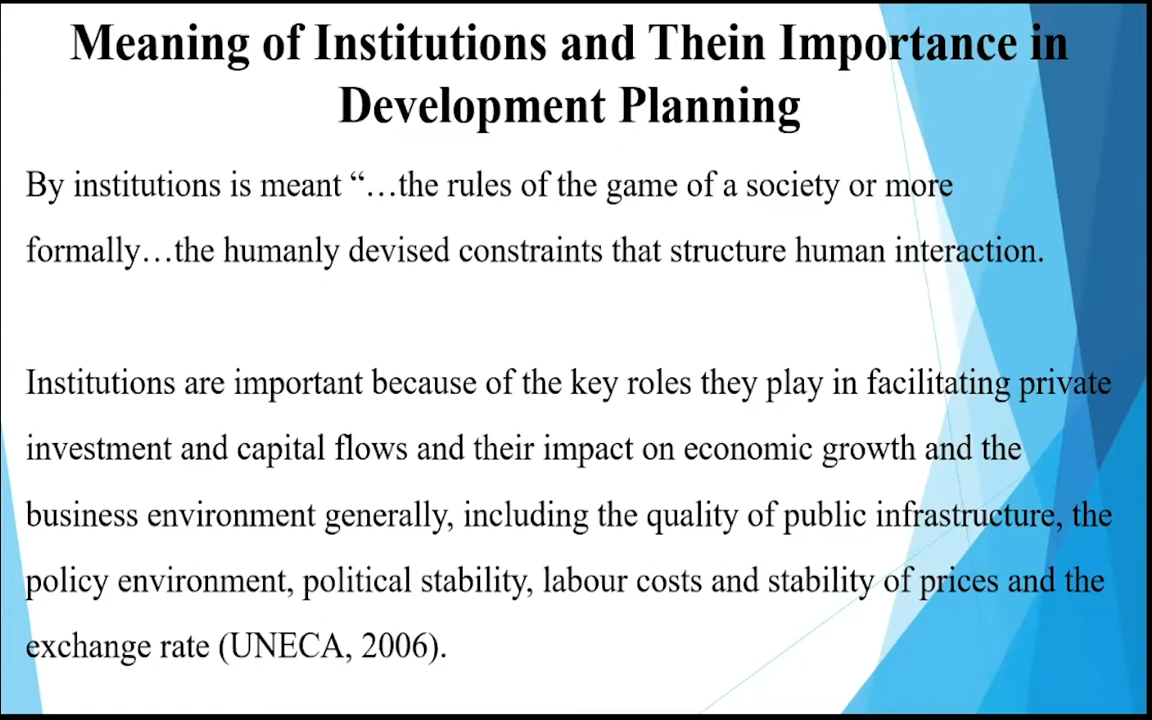 Meaning of Institutions and Thein Importance in
Development Planning
By institutions is meant “…the rules of the game of a society or more
formally…the humanly devised constraints that structure human interaction.
Institutions are important because of the key roles they play in facilitating private
investment and capital flows and their impact on economic growth and the
business environment generally, including the quality of public infrastructure, the
policy environment, political stability, labour costs and stability of prices and the
exchange rate (UNECA, 2006).